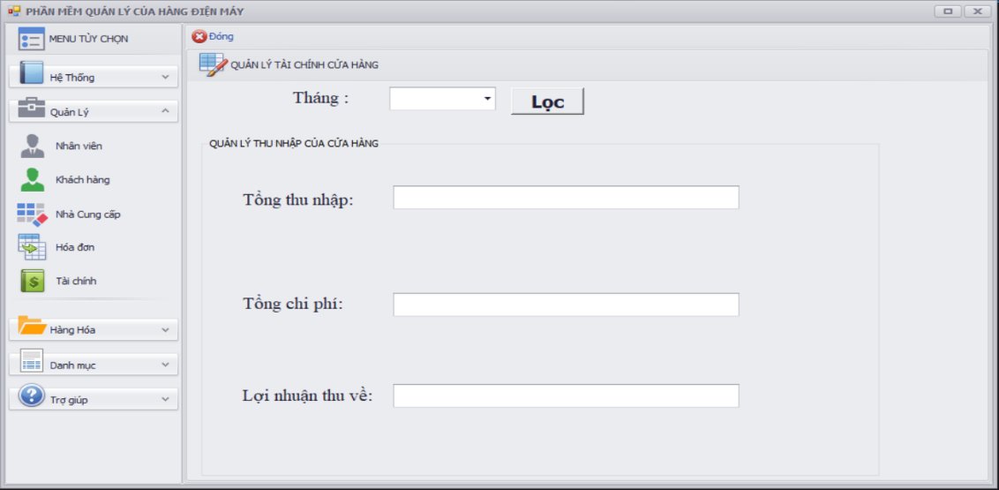 PHẦN MỀM QUẢN LÝ CỦA HÀNG ĐIỆN MÁY
MENU TÙY CHỌN
Hệ Thống
Quản Lý
Nhân viên
Khách hàng
Nhà Cung cấp
Hóa đơn
Tài chính
Hàng Hóa
Danh mục
Trợ giúp
Đóng
QUẢN LÝ TÀI CHÍNH CỬA HÀNG
Tháng :
Lọc
QUẢN LÝ THU NHẬP CỦA CỬA HÀNG
Tổng thu nhập:
Tổng chi phí:
Lợi nhuận thu về: